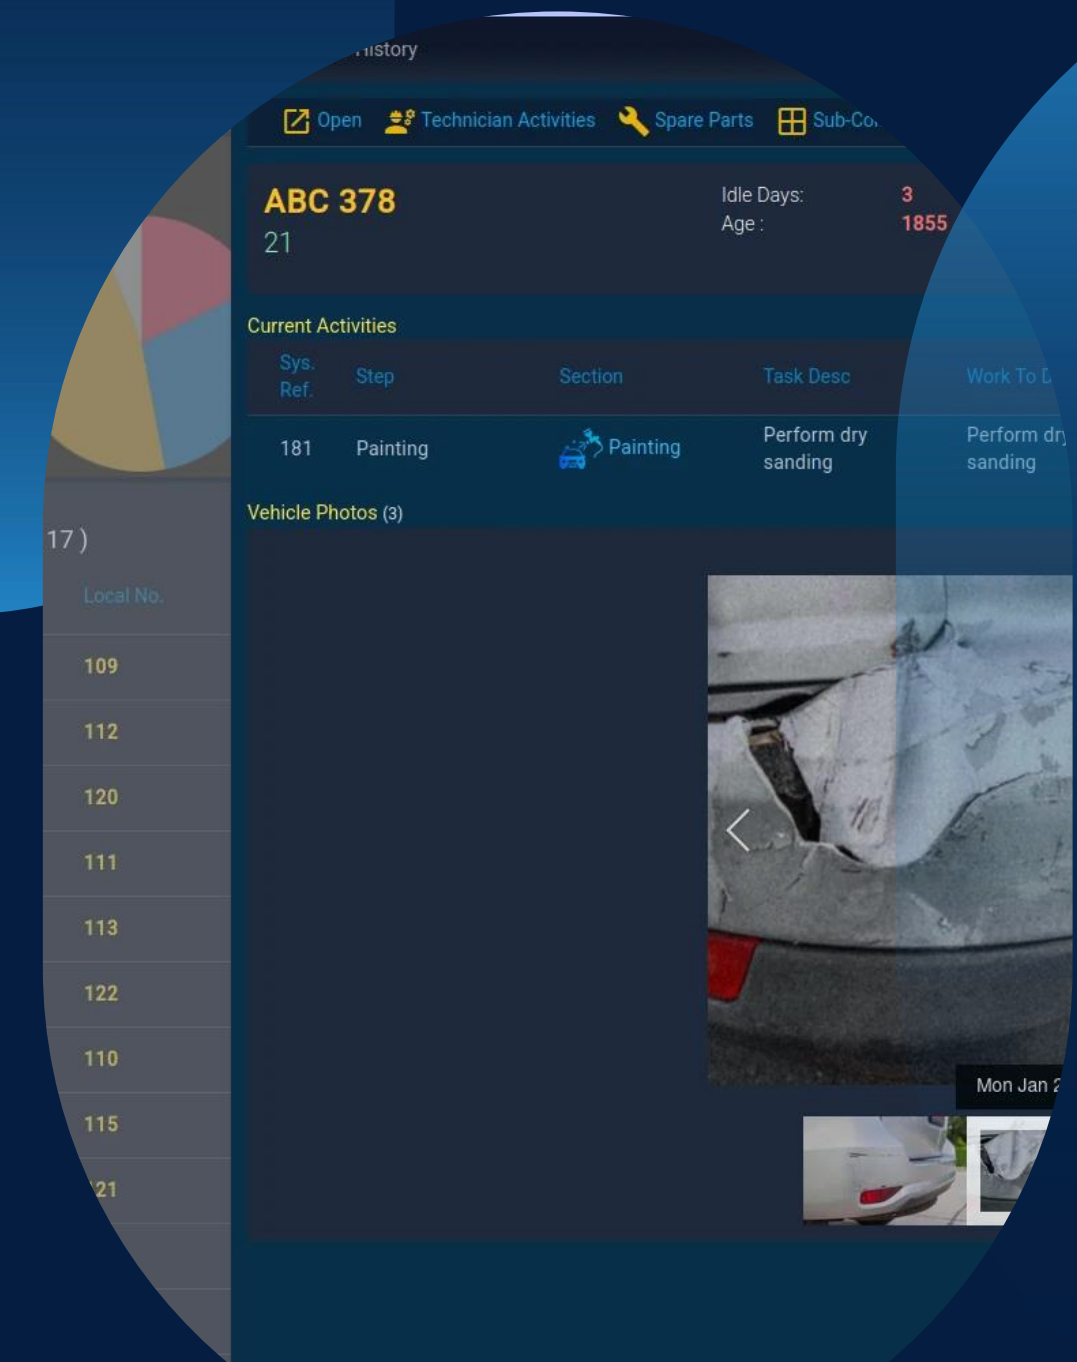 History
Open Technician Activities Spare Parts
ABC 378
21
Idle Days: 3
Age : 1855
Current Activities
Sys. Ref. Step Section Task Desc Work To
181 Painting Painting Perform dry sanding Perform dry sanding
Vehicle Photos (3)
17 )
Local No.
109
112
120
111
113
122
110
115
121
Mon Jan